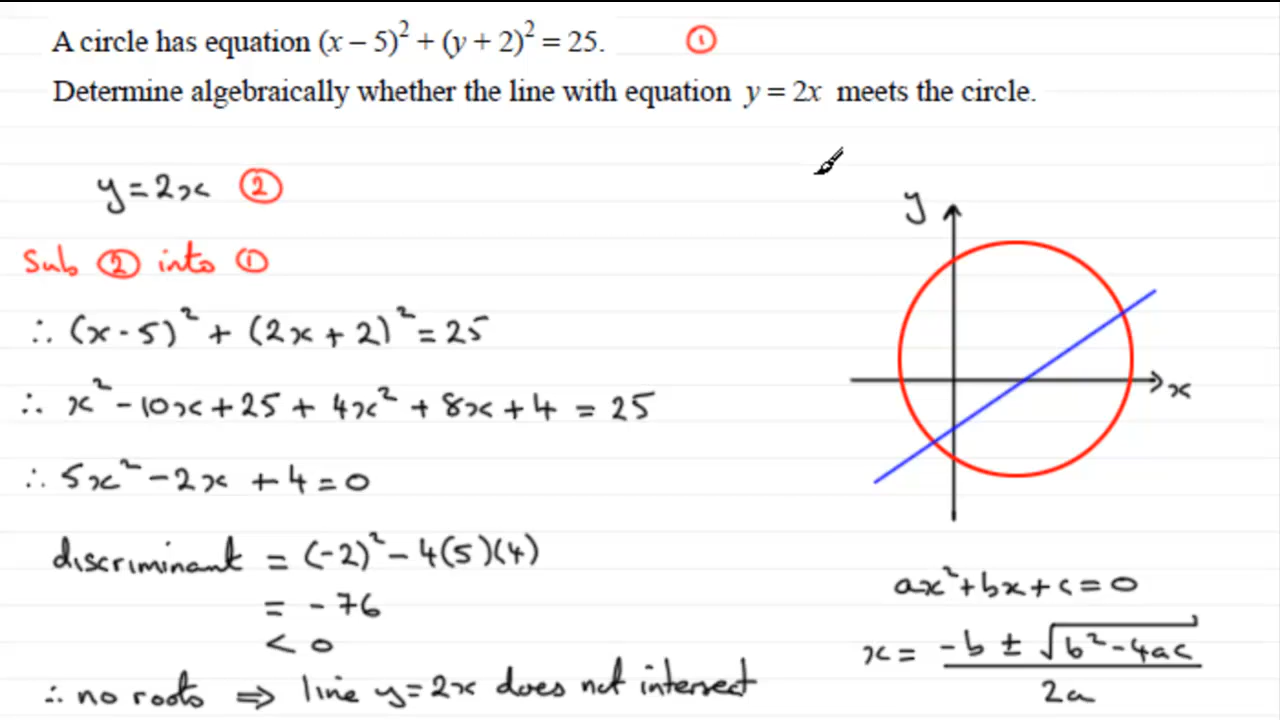 A circle has equation (x – 5)² + (y + 2)² = 25. ①
Determine algebraically whether the line with equation y = 2x meets the circle.
y = 2x ②
Sub ② into ①
∴ (x - 5)² + (2x + 2)² = 25
∴ x² - 10x + 25 + 4x² + 8x + 4 = 25
∴ 5x² - 2x + 4 = 0
discriminant = (-2)² - 4(5)(4)
= - 76
< 0
∴ no roots ⇒ line y = 2x does not intersect
y
x
ax² + bx + c = 0
x = (-b ± √(b² - 4ac)) / 2a